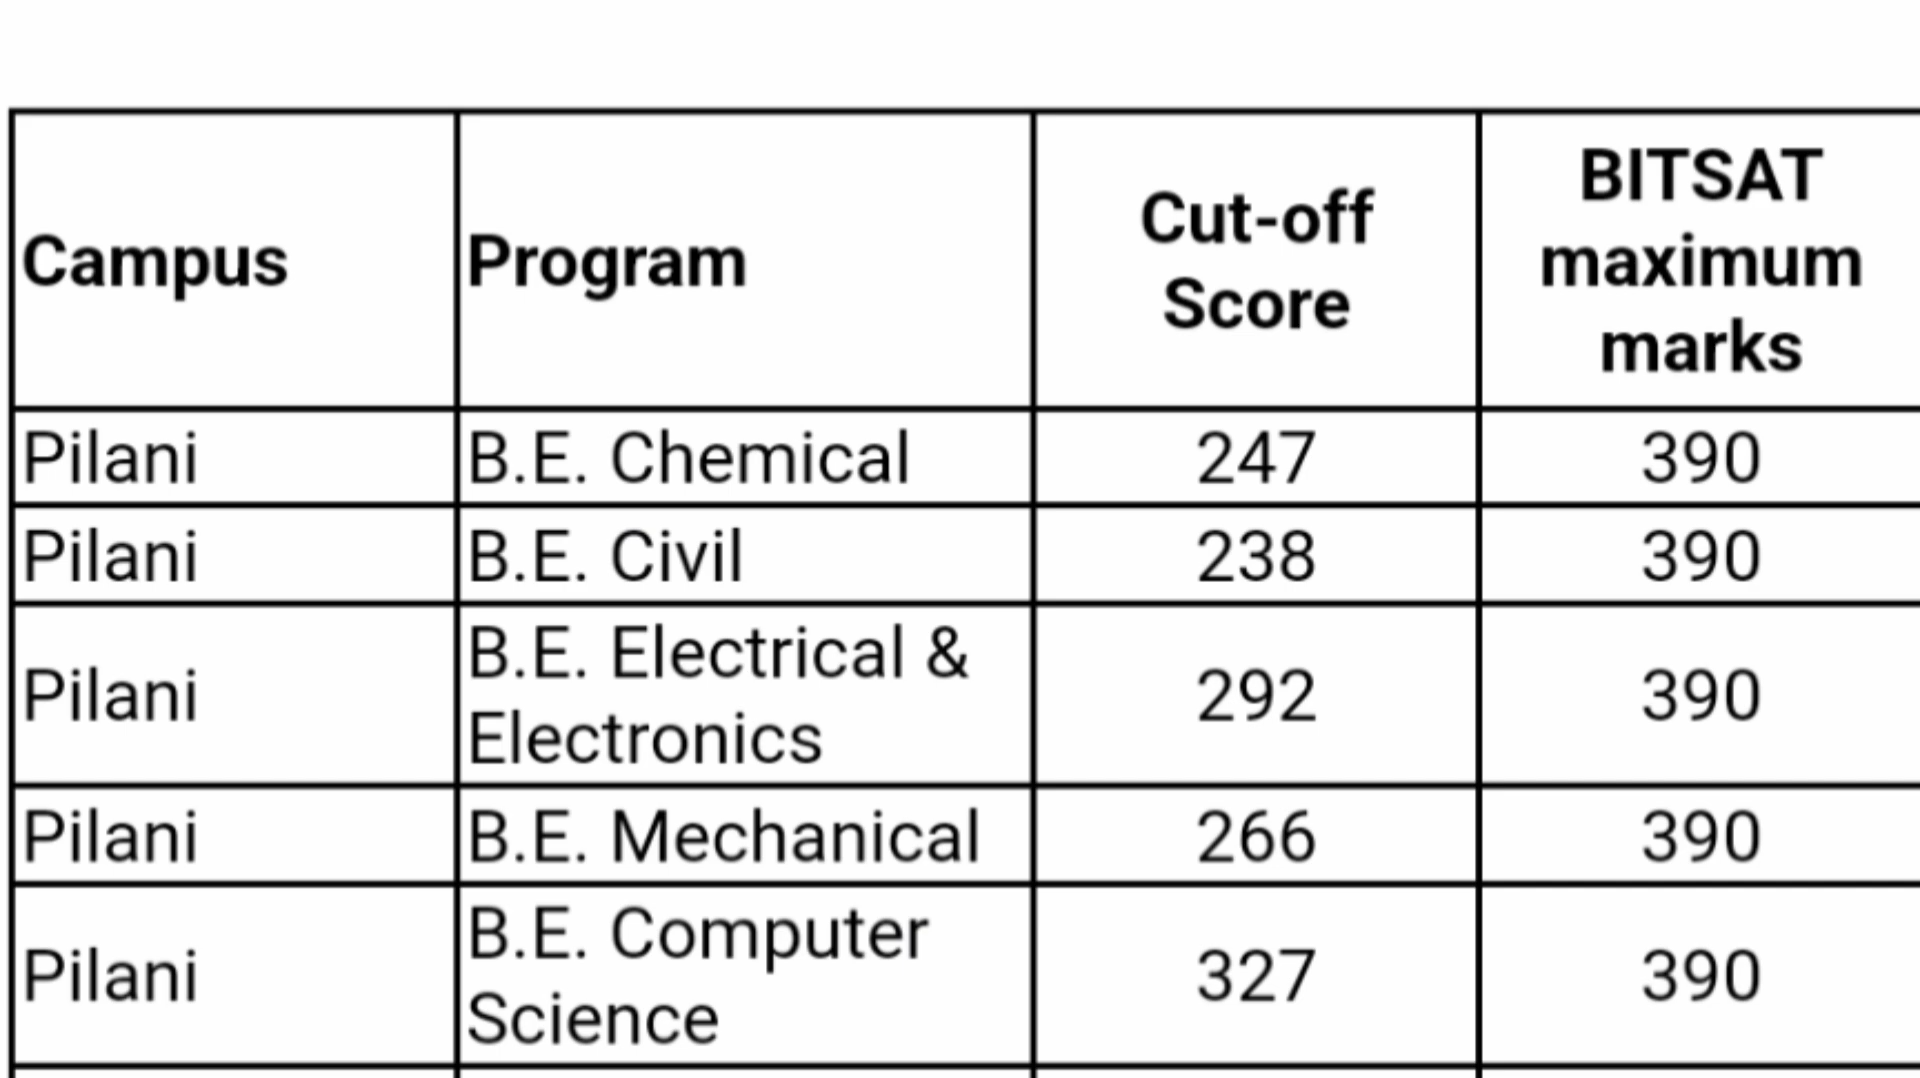 Campus Program Cut-off Score BITSAT maximum marks
Pilani B.E. Chemical 247 390
Pilani B.E. Civil 238 390
Pilani B.E. Electrical & Electronics 292 390
Pilani B.E. Mechanical 266 390
Pilani B.E. Computer Science 327 390